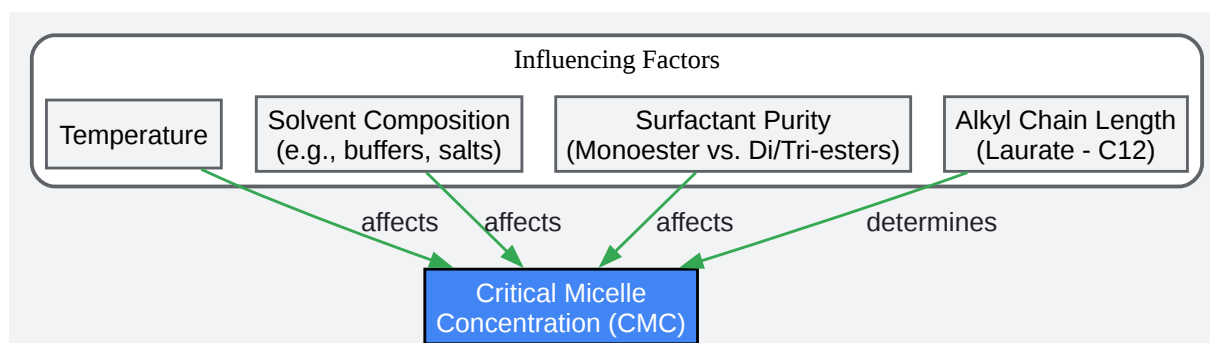 Influencing Factors
Temperature
Solvent Composition
(e.g., buffers, salts)
Surfactant Purity
(Monoester vs. Di/Tri-esters)
Alkyl Chain Length
(Laurate - C12)
affects
affects
affects
determines
Critical Micelle
Concentration (CMC)